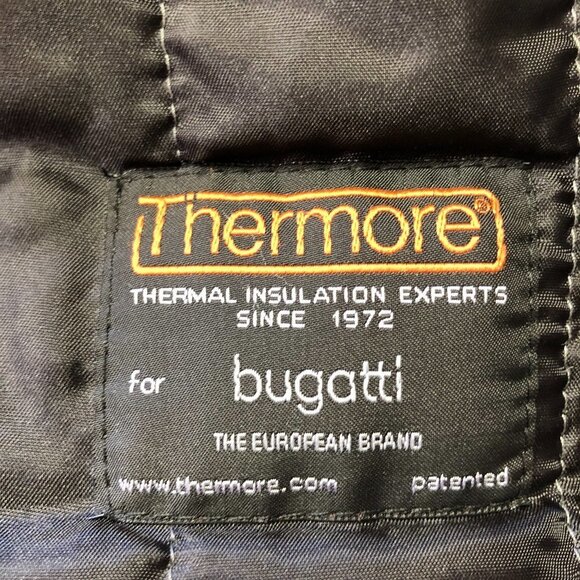 Thermore®
THERMAL INSULATION EXPERTS
SINCE 1972
for bugatti
THE EUROPEAN BRAND
www.thermore.com patented